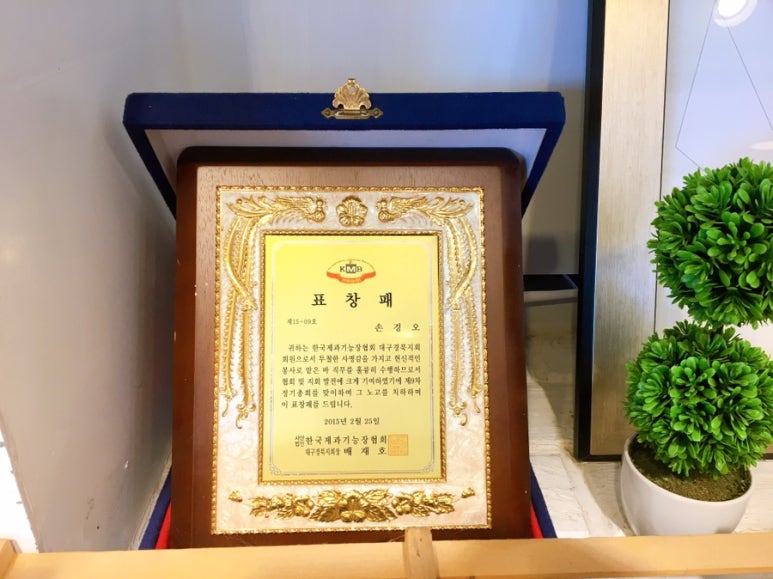 KMB
표창패
제15-09호
손경오
귀하는 한국제과기능장협회 대구경북지회
회원으로서 투철한 사명감을 가지고 헌신적인
봉사로 맡은 바 직무를 훌륭히 수행하므로서
협회 및 지회 발전에 크게 기여하였기에 제9차
정기총회를 맞이하여 그 노고를 치하하며
이 표창패를 드립니다.
2015년 2월 25일
사단법인 한국제과기능장협회
대구경북지회장 배재호